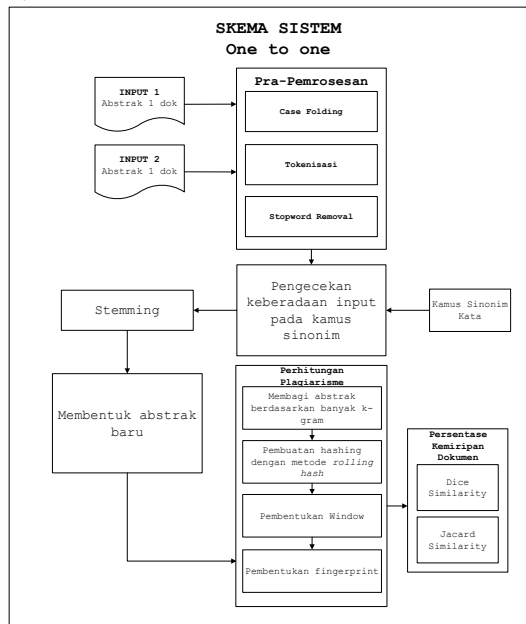 SKEMA SISTEM
One to one
INPUT 1
Abstrak 1 dok
INPUT 2
Abstrak 1 dok
Pra-Pemrosesan
Case Folding
Tokenisasi
Stopword Removal
Pengecekan
keberadaan input
pada kamus
sinonim
Kamus Sinonim
Kata
Stemming
Membentuk abstrak
baru
Perhitungan
Plagiarisme
Membagi abstrak
berdasarkan banyak k-
gram
Pembuatan hashing
dengan metode rolling
hash
Pembentukan Window
Pembentukan fingerprint
Persentase
Kemiripan
Dokumen
Dice
Similarity
Jacard
Similarity